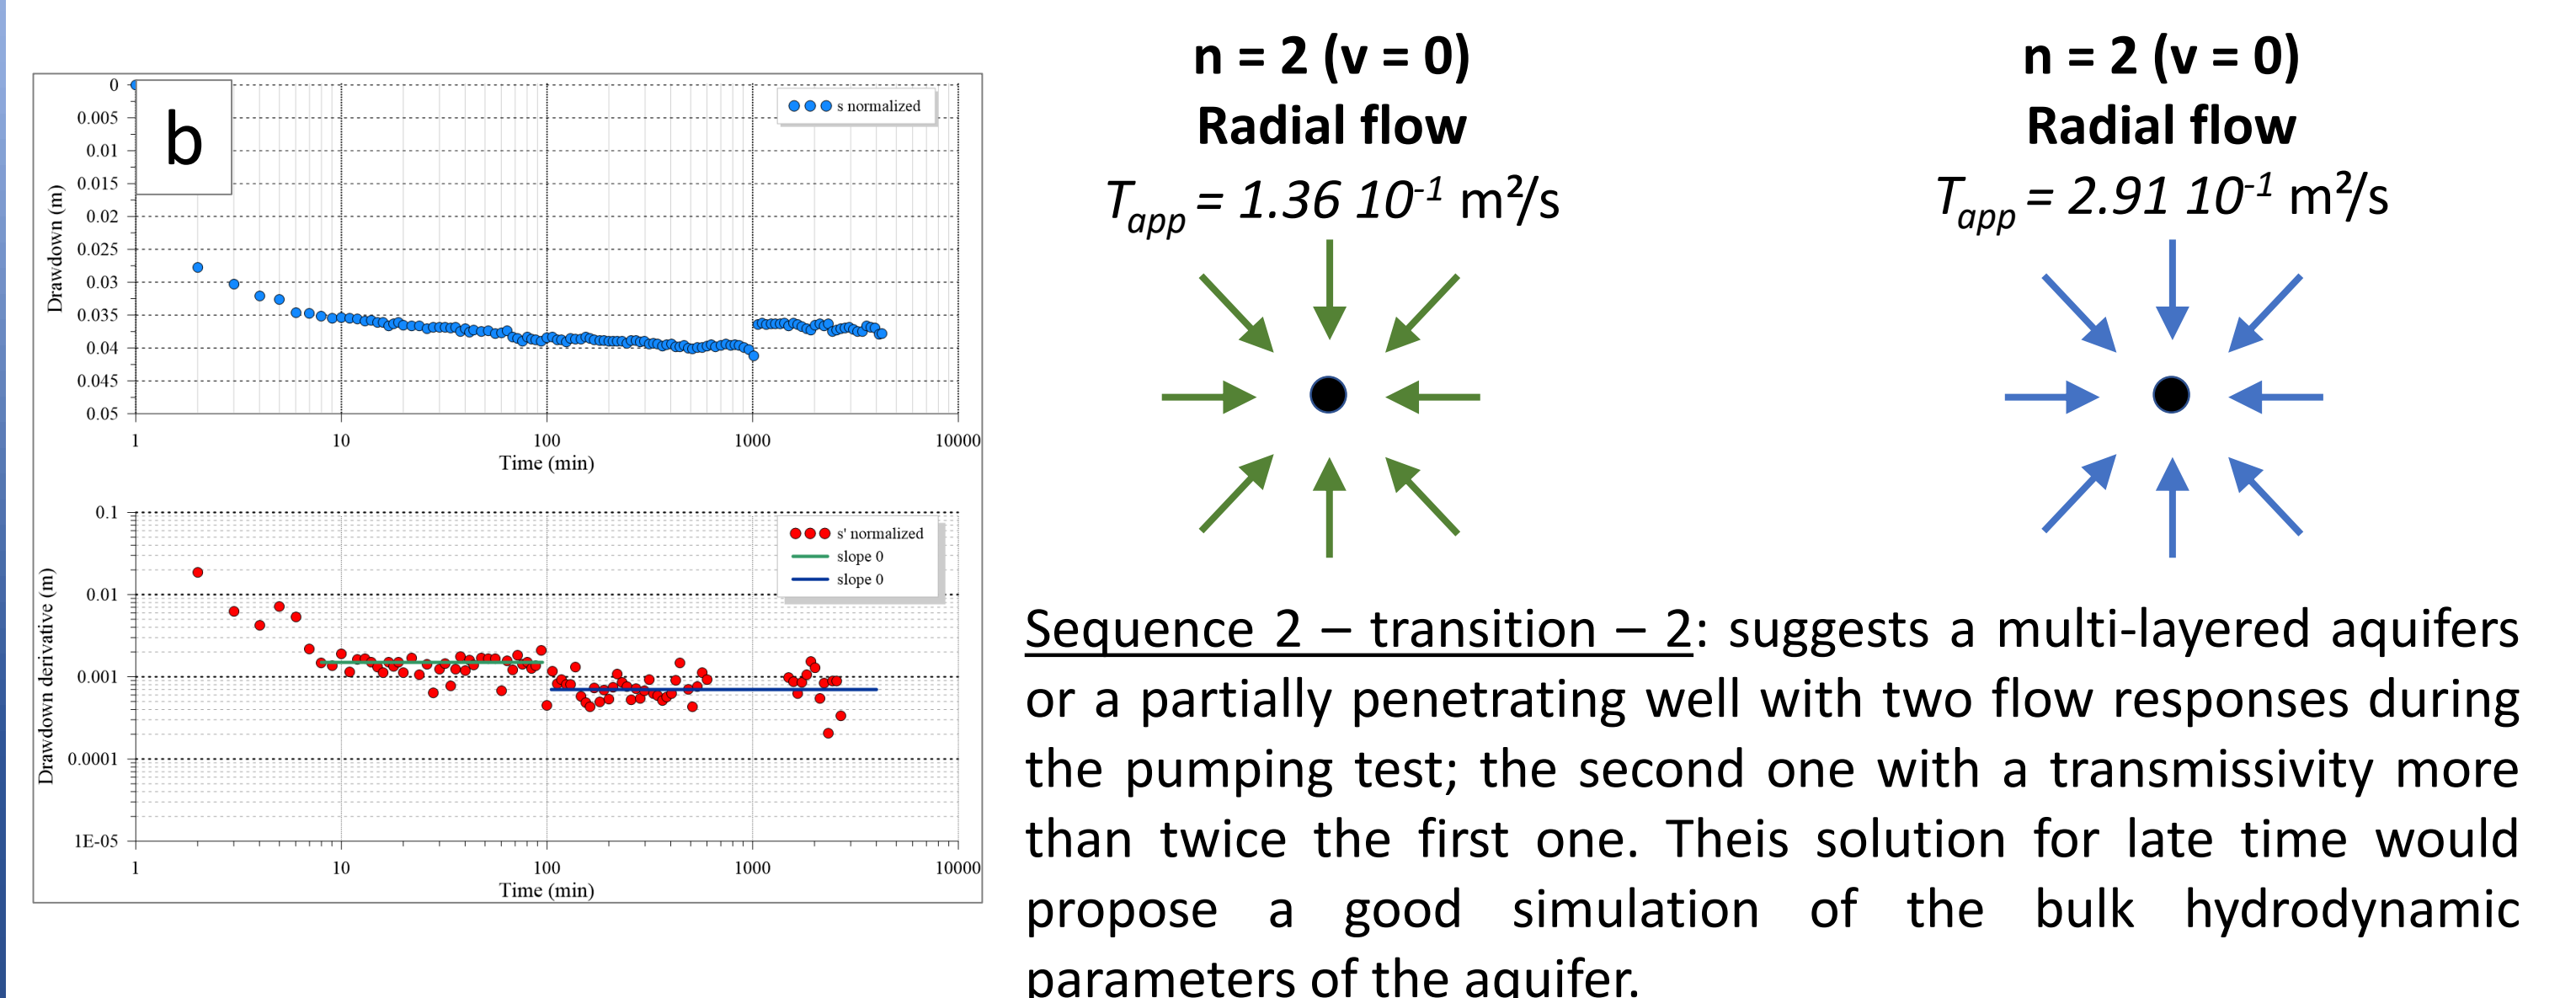 b
s normalized
0
0.005
0.01
0.015
0.02
0.025
0.03
0.035
0.04
0.045
0.05
Drawdown (m)
1 10 100 1000 10000
Time (min)
s' normalized
slope 0
slope 0
0.1
0.01
0.001
0.0001
1E-05
Drawdown derivative (m)
1 10 100 1000 10000
Time (min)
n = 2 (v = 0)
Radial flow
Tapp = 1.36 10-1 m²/s
n = 2 (v = 0)
Radial flow
Tapp = 2.91 10-1 m²/s
Sequence 2 – transition – 2: suggests a multi-layered aquifers
or a partially penetrating well with two flow responses during
the pumping test; the second one with a transmissivity more
than twice the first one. Theis solution for late time would
propose a good simulation of the bulk hydrodynamic
parameters of the aquifer.